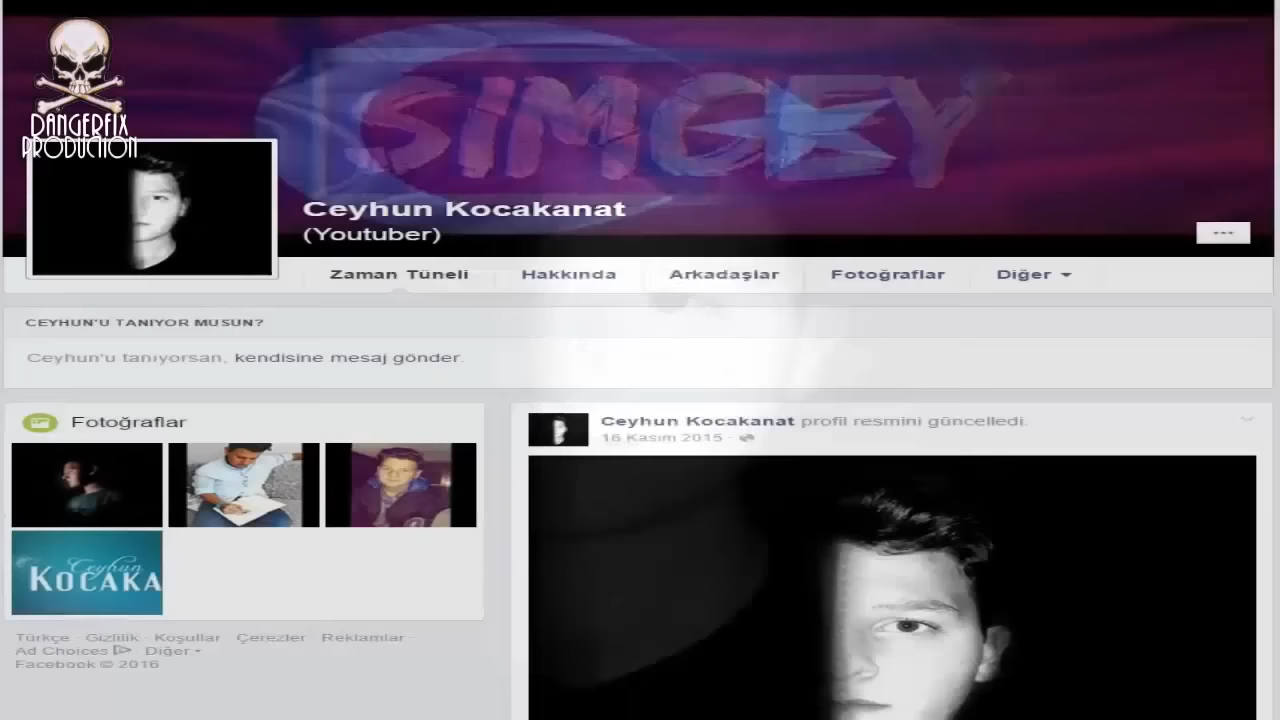 SIMCEY
DANGERFIX
PRODUCTION
Ceyhun Kocakanat
(Youtuber)
Zaman Tüneli Hakkında Arkadaşlar Fotoğraflar Diğer
CEYHUN'U TANIYOR MUSUN?
Ceyhun'u tanıyorsan, kendisine mesaj gönder.
Fotoğraflar
Ceyhun Kocakanat profil resmini güncelledi.
16 Kasım 2015 ·
Ceyhun
KOCAKA
Türkçe · Gizlilik · Koşullar · Çerezler · Reklamlar ·
Ad Choices Diğer
Facebook © 2016